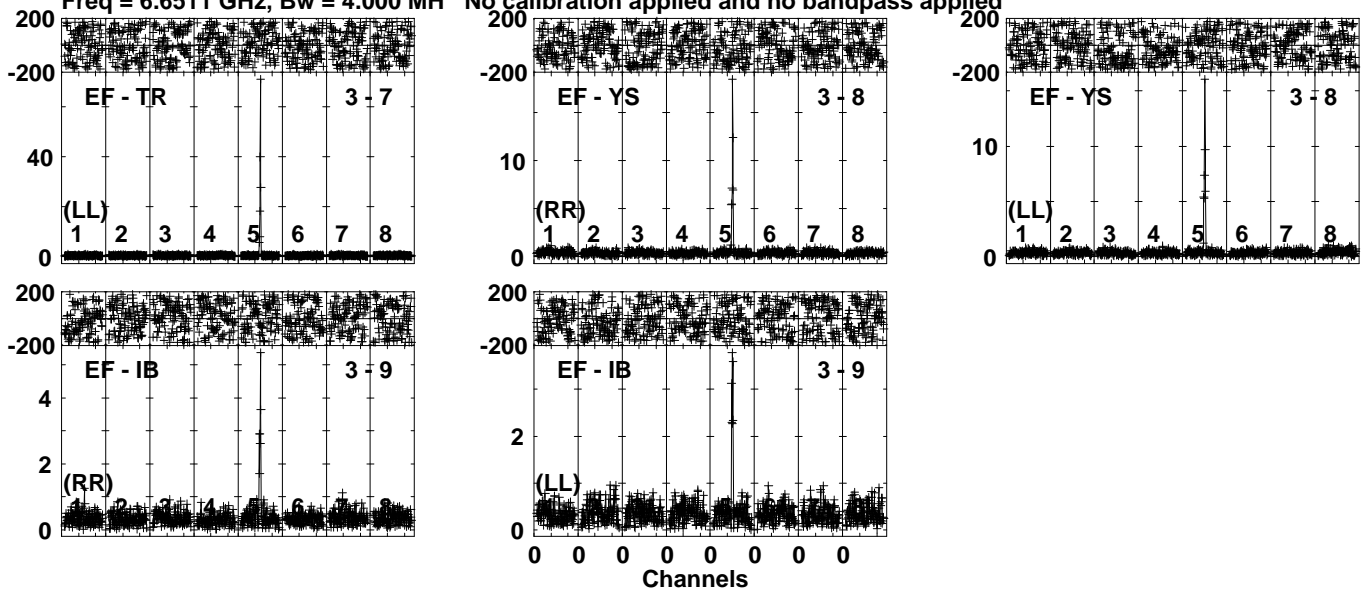 Freq = 6.6511 GHz, Bw = 4.000 MH No calibration applied and no bandpass applied
200
-200
EF - TR 3 - 7
40
(LL)
1 2 3 4 5 6 7 8
0
-200
EF - YS 3 - 8
10
(RR)
1 2 3 4 5 6 7 8
0
-200
EF - YS 3 - 8
10
(LL)
1 2 3 4 5 6 7 8
0
200
-200
EF - IB 3 - 9
4
2
(RR)
1 2 3 4 5 6 7 8
0
200
-200
EF - IB 3 - 9
2
(LL)
0
0 0 0 0 0 0 0 0
Channels